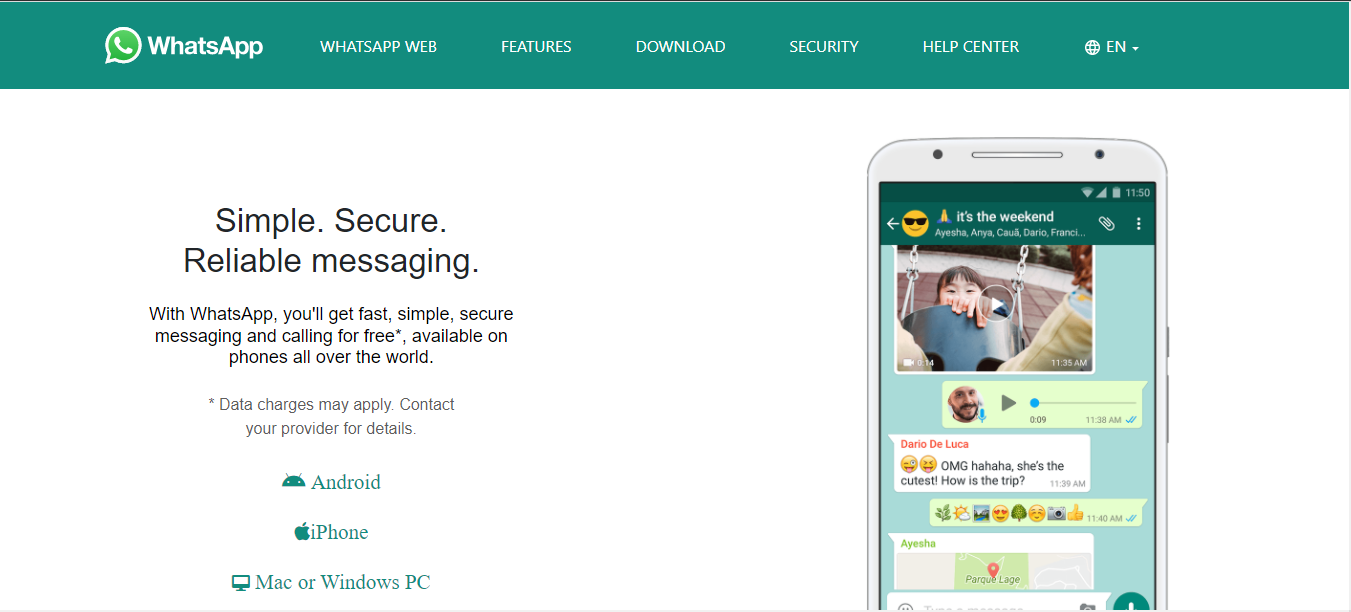 WhatsApp
WHATSAPP WEB
FEATURES
DOWNLOAD
SECURITY
HELP CENTER
EN
Simple. Secure.
Reliable messaging.
With WhatsApp, you'll get fast, simple, secure
messaging and calling for free*, available on
phones all over the world.
* Data charges may apply. Contact
your provider for details.
Android
iPhone
Mac or Windows PC
11:50
🙏 it's the weekend
Ayesha, Anya, Cauã, Dario, Franci...
0:14
11:35 AM
0:09
11:38 AM
Dario De Luca
😜😝 OMG hahaha, she's the
cutest! How is the trip?
11:39 AM
🌿🌤🏞😍🌳☺📷👍 11:40 AM
Ayesha
Parque Lage
Type a message